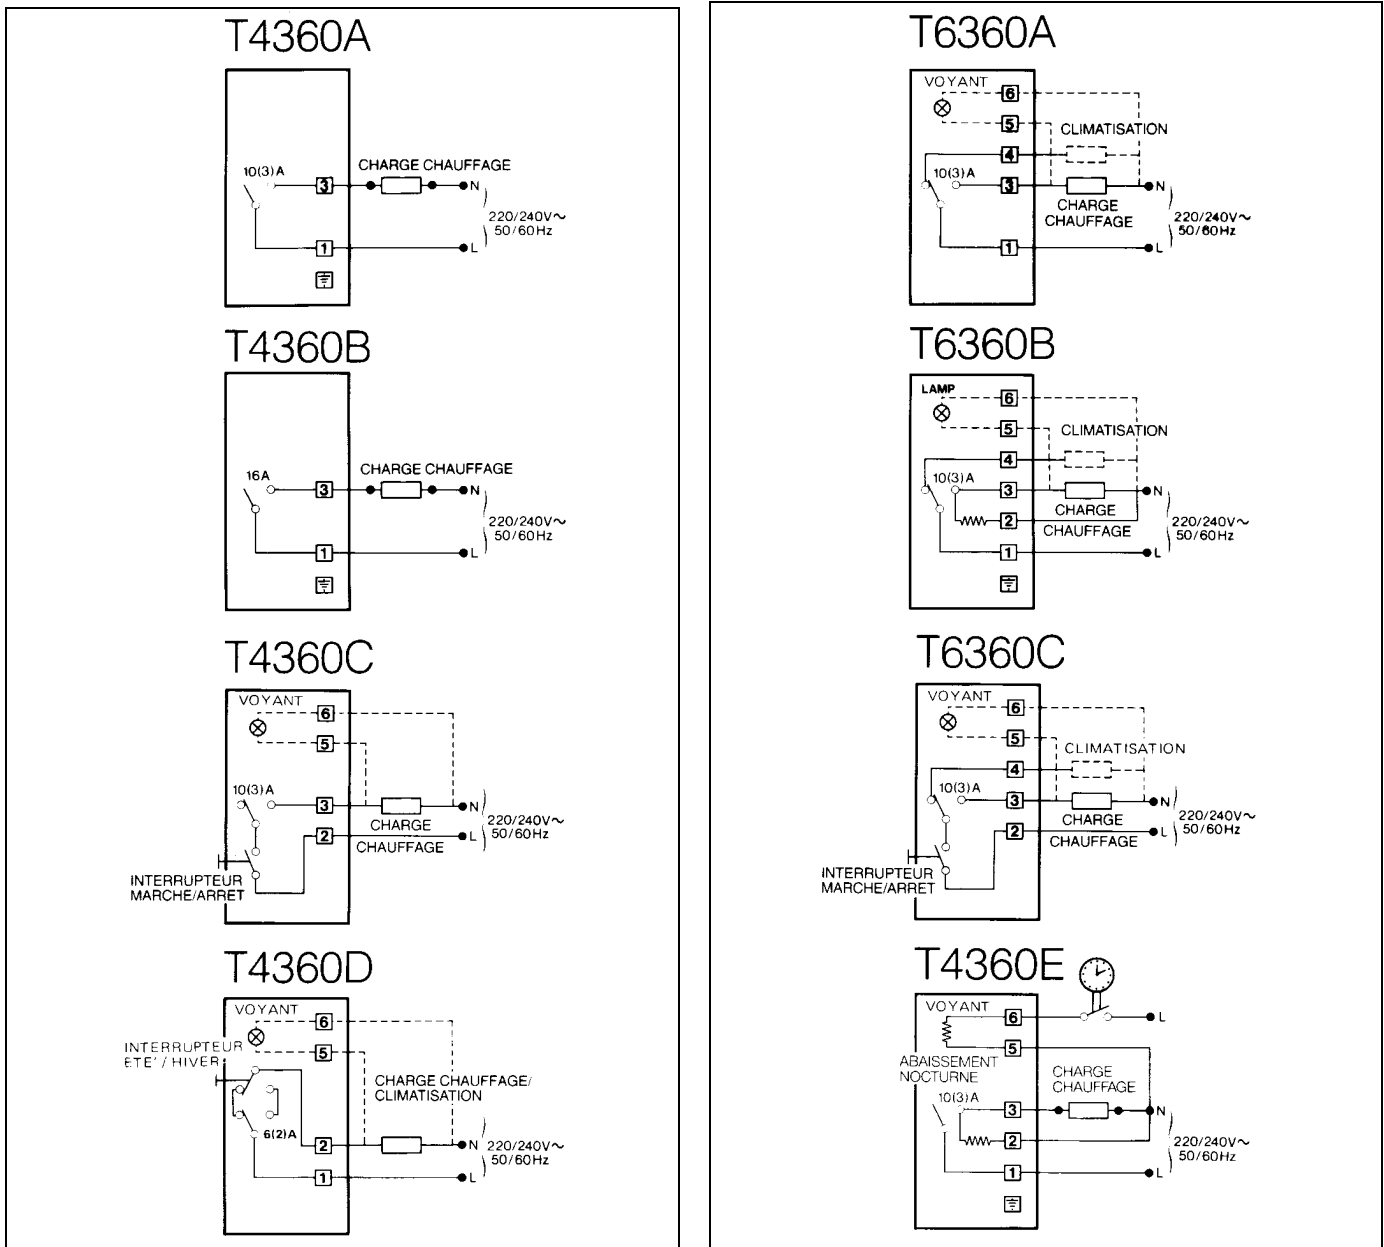 T4360A
10(3)A
3
CHARGE CHAUFFAGE
N
220/240V~
50/60Hz
1
L
T4360B
16A
3
CHARGE CHAUFFAGE
N
220/240V~
50/60Hz
1
L
T4360C
VOYANT
6
5
10(3)A
3
N
CHARGE
CHAUFFAGE
220/240V~
50/60Hz
2
L
INTERRUPTEUR
MARCHE/ARRET
T4360D
VOYANT
6
INTERRUPTEUR
ETE' / HIVER
5
CHARGE CHAUFFAGE/
CLIMATISATION
6(2)A
2
N
220/240V~
50/60Hz
1
L
T6360A
VOYANT
6
5
CLIMATISATION
4
10(3)A
3
N
CHARGE
CHAUFFAGE
220/240V~
50/60Hz
1
L
T6360B
LAMP
6
5
CLIMATISATION
4
10(3)A
3
N
CHARGE
CHAUFFAGE
2
220/240V~
50/60Hz
1
L
T6360C
VOYANT
6
5
CLIMATISATION
4
10(3)A
3
N
CHARGE
CHAUFFAGE
220/240V~
50/60Hz
2
L
INTERRUPTEUR
MARCHE/ARRET
T4360E
VOYANT
6
L
5
ABAISSEMENT
NOCTURNE
CHARGE
CHAUFFAGE
10(3)A
3
N
2
220/240V~
50/60Hz
1
L